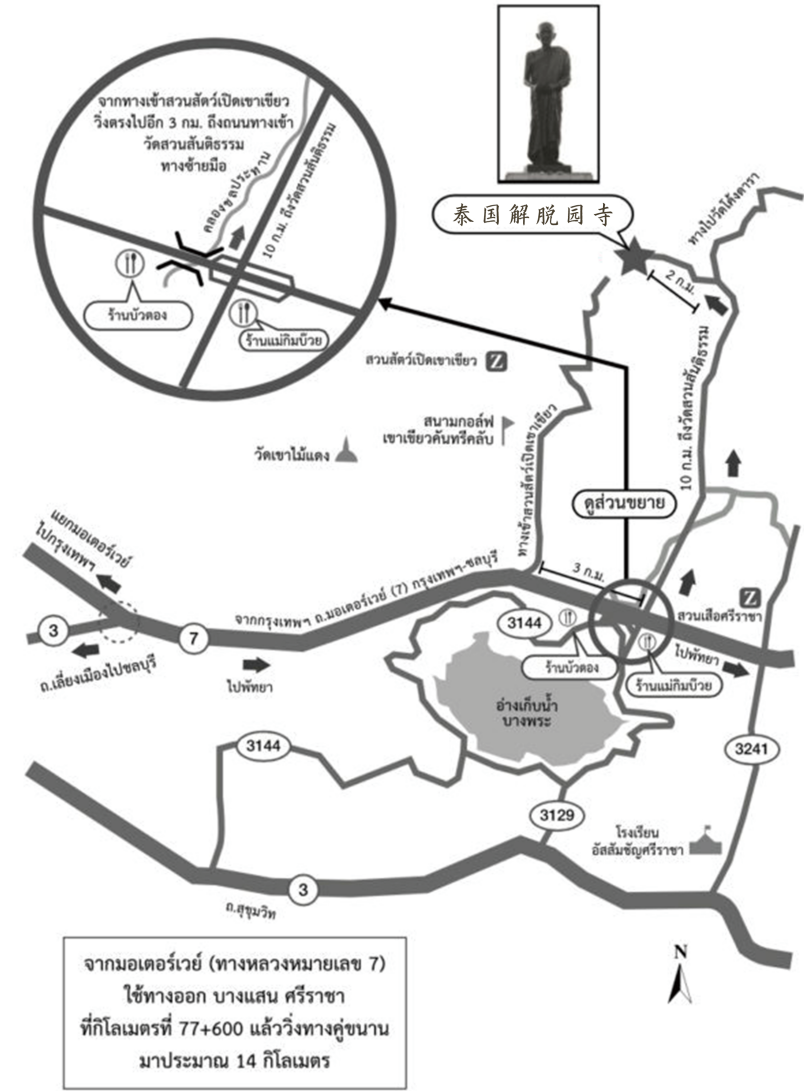 จากทางเข้าสวนสัตว์เปิดเขาเขียว
วิ่งตรงไปอีก 3 กม. ถึงถนนทางเข้า
วัดสวนสันติธรรม
ทางซ้ายมือ
คลองชลประทาน
10 ก.ม. ถึงวัดสวนสันติธรรม
ร้านบัวตอง
ร้านแม่กิมบ๊วย
泰国解脱园寺
ทางไปวัดโค้งดารา
2 ก.ม.
สวนสัตว์เปิดเขาเขียว
Z
สนามกอล์ฟ
เขาเขียวคันทรีคลับ
วัดเขาไม้แดง
ทางเข้าสวนสัตว์เปิดเขาเขียว
10 ก.ม. ถึงวัดสวนสันติธรรม
ดูส่วนขยาย
แยกมอเตอร์เวย์
ไปกรุงเทพฯ
จากกรุงเทพฯ ถ.มอเตอร์เวย์ (7) กรุงเทพฯ-ชลบุรี
3 ก.ม.
Z
สวนเสือศรีราชา
3
7
3144
ถ.เลี่ยงเมืองไปชลบุรี
ไปพัทยา
ร้านบัวตอง
ไปพัทยา
ร้านแม่กิมบ๊วย
อ่างเก็บน้ำ
บางพระ
3144
3241
3129
โรงเรียน
อัสสัมชัญศรีราชา
3
ถ.สุขุมวิท
N
จากมอเตอร์เวย์ (ทางหลวงหมายเลข 7)
ใช้ทางออก บางแสน ศรีราชา
ที่กิโลเมตรที่ 77+600 แล้ววิ่งทางคู่ขนาน
มาประมาณ 14 กิโลเมตร